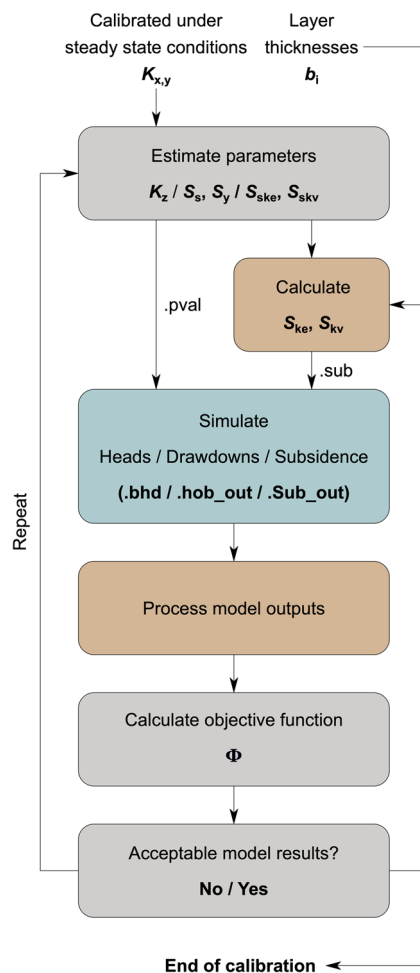 Calibrated under
steady state conditions
Kx,y
Layer
thicknesses
bi
Estimate parameters
Kz / Ss, Sy / Sske, Sskv
Calculate
Ske, Skv
.pval
.sub
Simulate
Heads / Drawdowns / Subsidence
(.bhd / .hob_out / .Sub_out)
Repeat
Process model outputs
Calculate objective function
Φ
Acceptable model results?
No / Yes
End of calibration